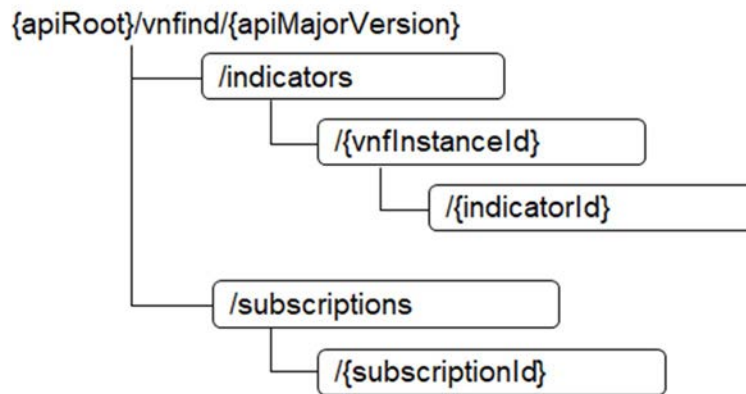 {apiRoot}/vnfind/{apiMajorVersion}
/indicators
/{vnfInstanceId}
/{indicatorId}
/subscriptions
/{subscriptionId}